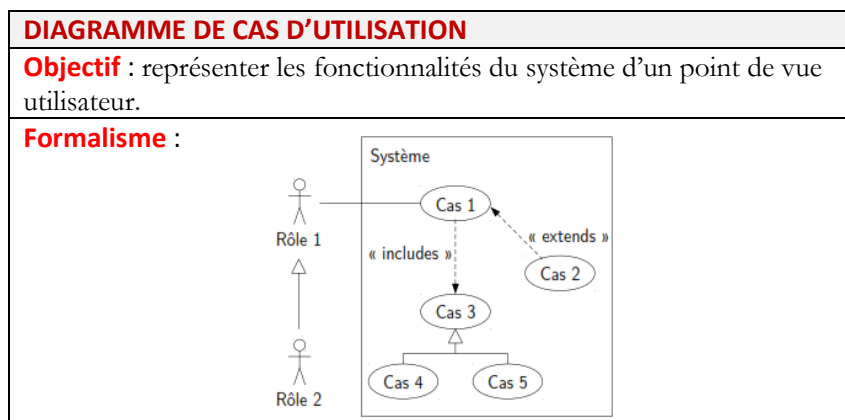 DIAGRAMME DE CAS D’UTILISATION
Objectif : représenter les fonctionnalités du système d’un point de vue
utilisateur.
Formalisme :
Système
Cas 1
Rôle 1
« extends »
« includes »
Cas 2
Cas 3
Cas 4
Cas 5
Rôle 2